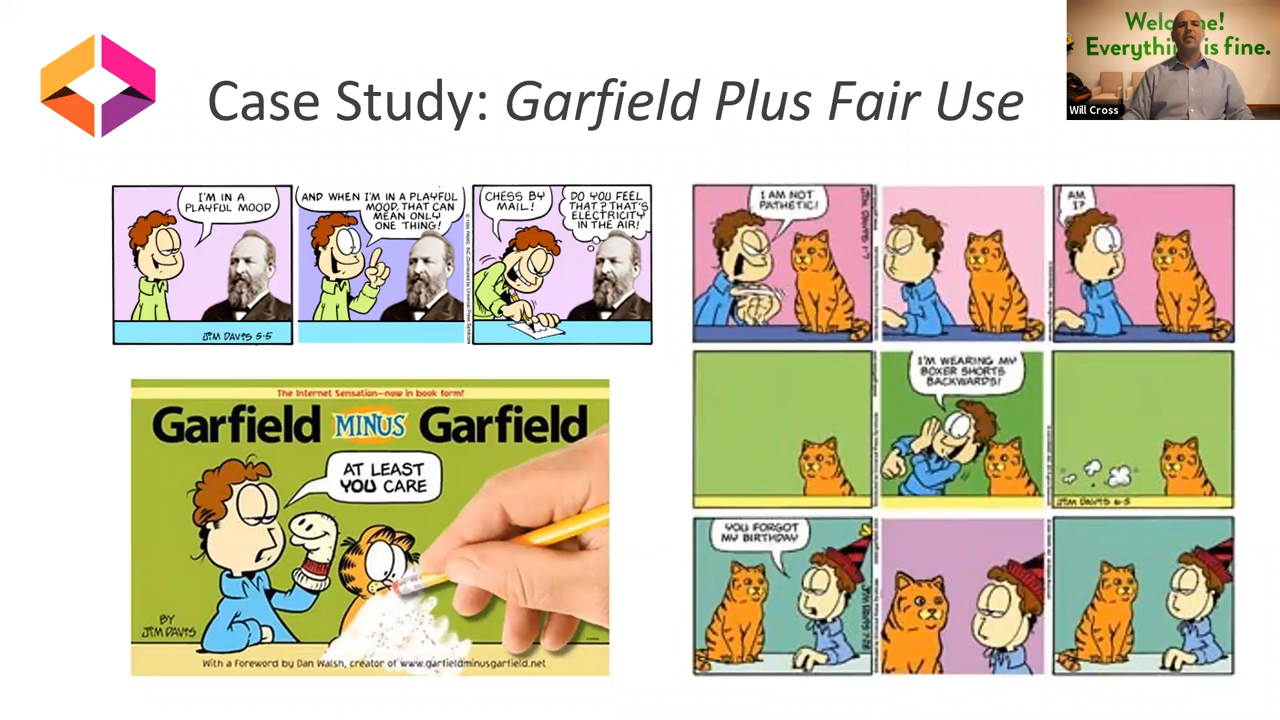 Case Study: Garfield Plus Fair Use
Will Cross
I'M IN A
PLAYFUL MOOD
JIM DAVIS 5-5
AND WHEN I'M IN A PLAYFUL
MOOD, THAT CAN
MEAN ONLY
ONE THING!
CHESS BY
MAIL!
DO YOU FEEL
THAT? THAT'S
ELECTRICITY
IN THE AIR!
The Internet Sensation—now in book form!
Garfield MINUS Garfield
AT LEAST
YOU CARE
BY
JIM DAVIS
With a Foreword by Dan Walsh, creator of www.garfieldminusgarfield.net
I AM NOT
PATHETIC!
JIM DAVIS 1-7
AM
I?
I'M WEARING MY
BOXER SHORTS
BACKWARDS!
JIM DAVIS 6-5
YOU FORGOT
MY BIRTHDAY